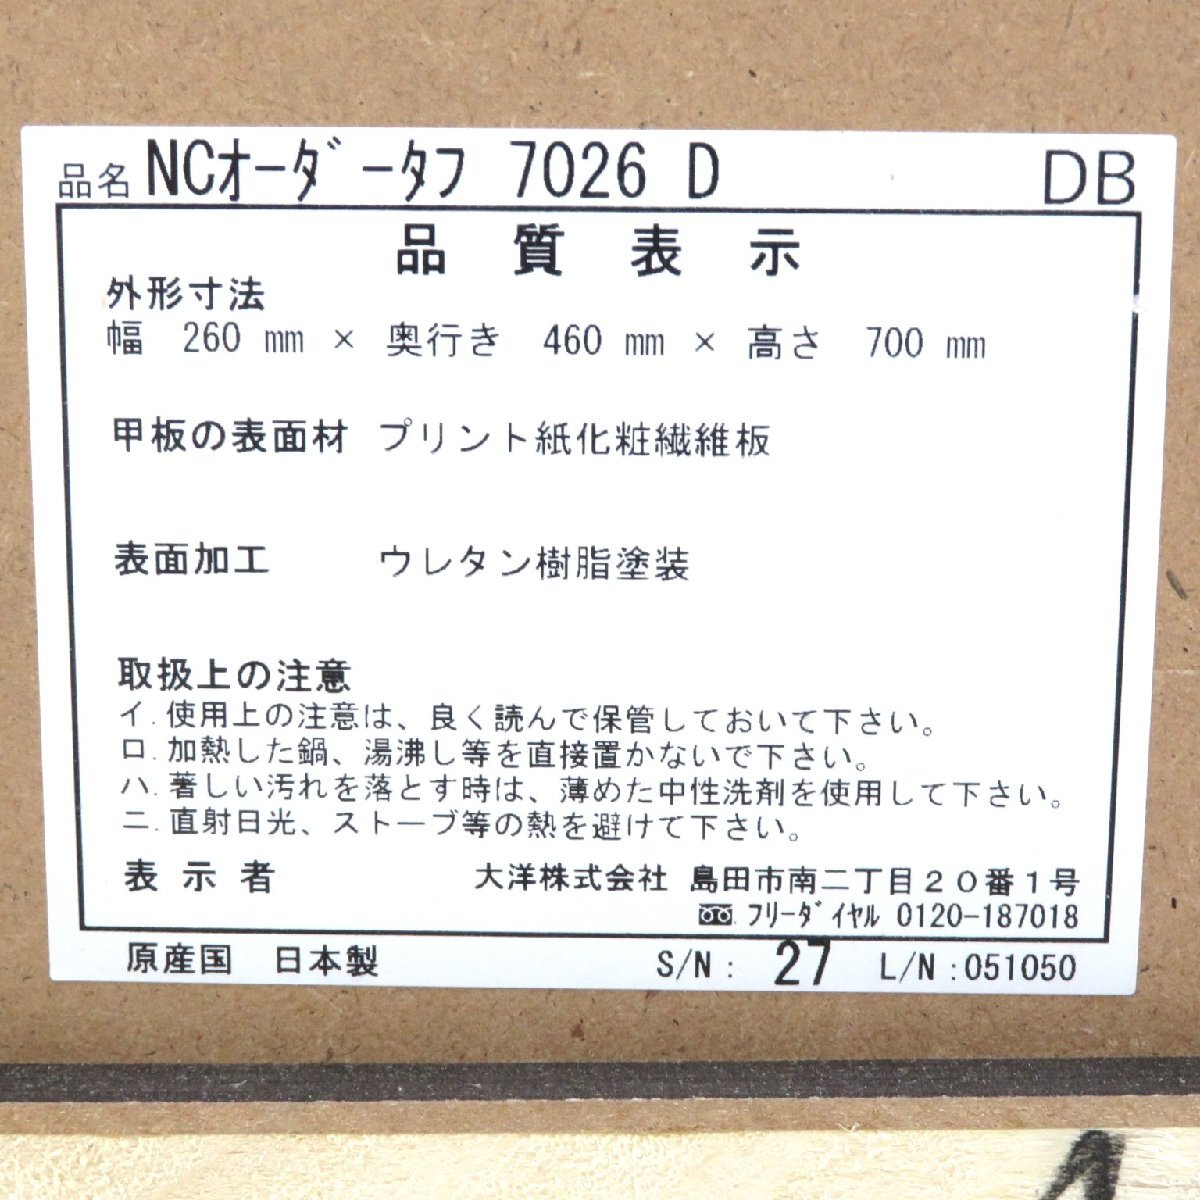 品名 NCｵｰﾀﾞｰﾀﾌ 7026 D DB
品 質 表 示
外形寸法
幅 260 mm × 奥行き 460 mm × 高さ 700 mm
甲板の表面材 プリント紙化粧繊維板
表面加工 ウレタン樹脂塗装
取扱上の注意
イ.使用上の注意は、良く読んで保管しておいて下さい。
ロ.加熱した鍋、湯沸し等を直接置かないで下さい。
ハ.著しい汚れを落とす時は、薄めた中性洗剤を使用して下さい。
ニ.直射日光、ストーブ等の熱を避けて下さい。
表 示 者 大洋株式会社 島田市南二丁目２０番１号
ﾌﾘｰﾀﾞｲﾔﾙ 0120-187018
原産国 日本製 S/N: 27 L/N:051050